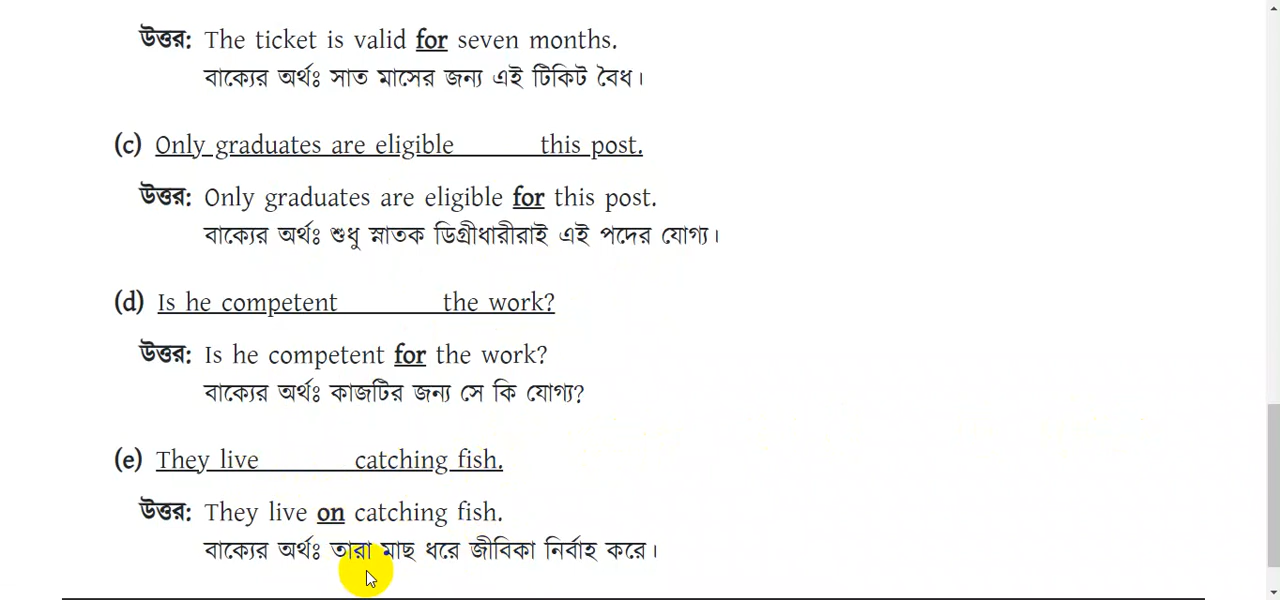 উত্তর: The ticket is valid for seven months.
বাক্যের অর্থঃ সাত মাসের জন্য এই টিকিট বৈধ।
(c) Only graduates are eligible ______ this post.
উত্তর: Only graduates are eligible for this post.
বাক্যের অর্থঃ শুধু স্নাতক ডিগ্রীধারীরাই এই পদের যোগ্য।
(d) Is he competent ______ the work?
উত্তর: Is he competent for the work?
বাক্যের অর্থঃ কাজটির জন্য সে কি যোগ্য?
(e) They live ______ catching fish.
উত্তর: They live on catching fish.
বাক্যের অর্থঃ তারা মাছ ধরে জীবিকা নির্বাহ করে।